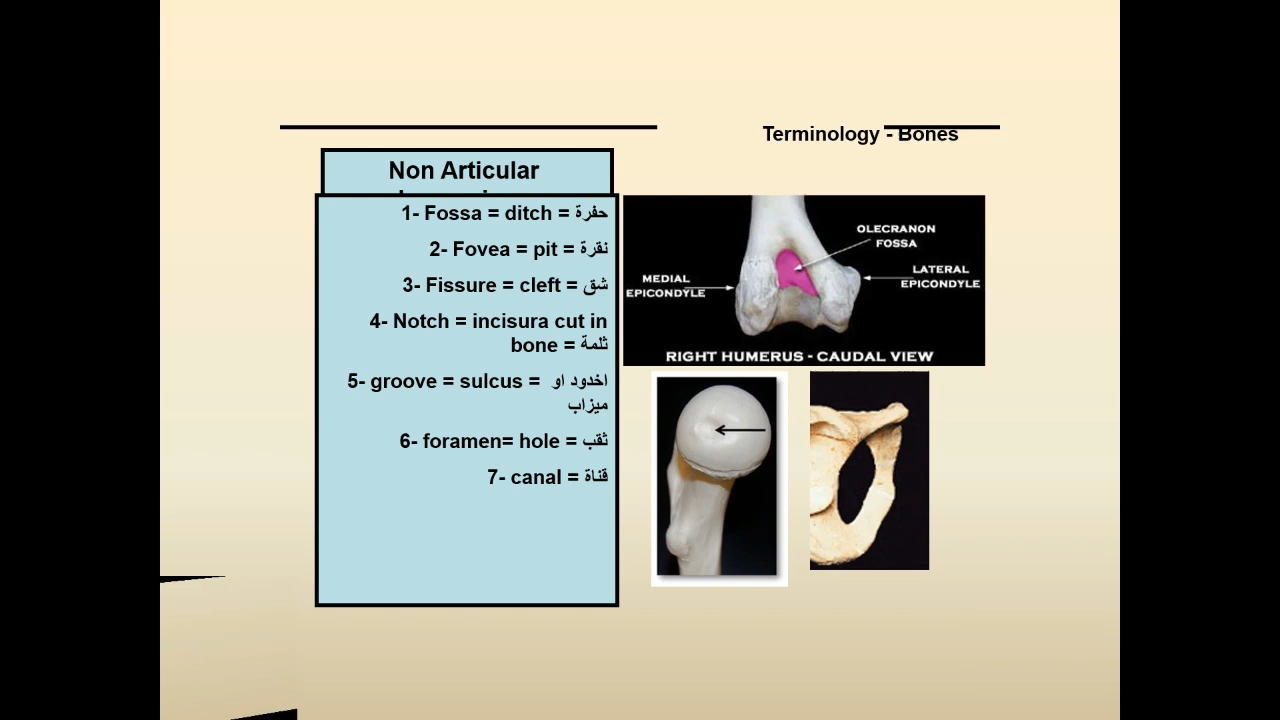 Terminology - Bones
Non Articular
1- Fossa = ditch = حفرة
2- Fovea = pit = نقرة
3- Fissure = cleft = شق
4- Notch = incisura cut in
bone = ثلمة
5- groove = sulcus = اخدود او
ميزاب
6- foramen= hole = ثقب
7- canal = قناة
OLECRANON
FOSSA
MEDIAL
EPICONDYLE
LATERAL
EPICONDYLE
RIGHT HUMERUS - CAUDAL VIEW